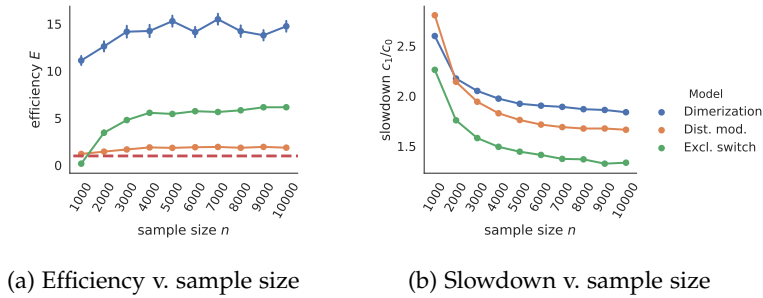 15
10
5
0
efficiency E
1000
2000
3000
4000
5000
6000
7000
8000
9000
10000
sample size n
(a) Efficiency v. sample size
2.5
2.0
1.5
slowdown c₁/c₀
1000
2000
3000
4000
5000
6000
7000
8000
9000
10000
sample size n
Model
Dimerization
Dist. mod.
Excl. switch
(b) Slowdown v. sample size